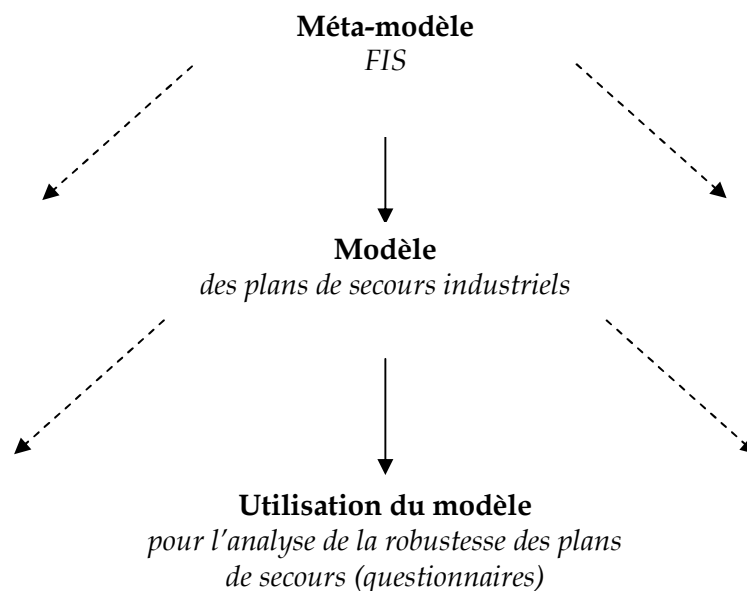 Méta-modèle
FIS
Modèle
des plans de secours industriels
Utilisation du modèle
pour l'analyse de la robustesse des plans
de secours (questionnaires)